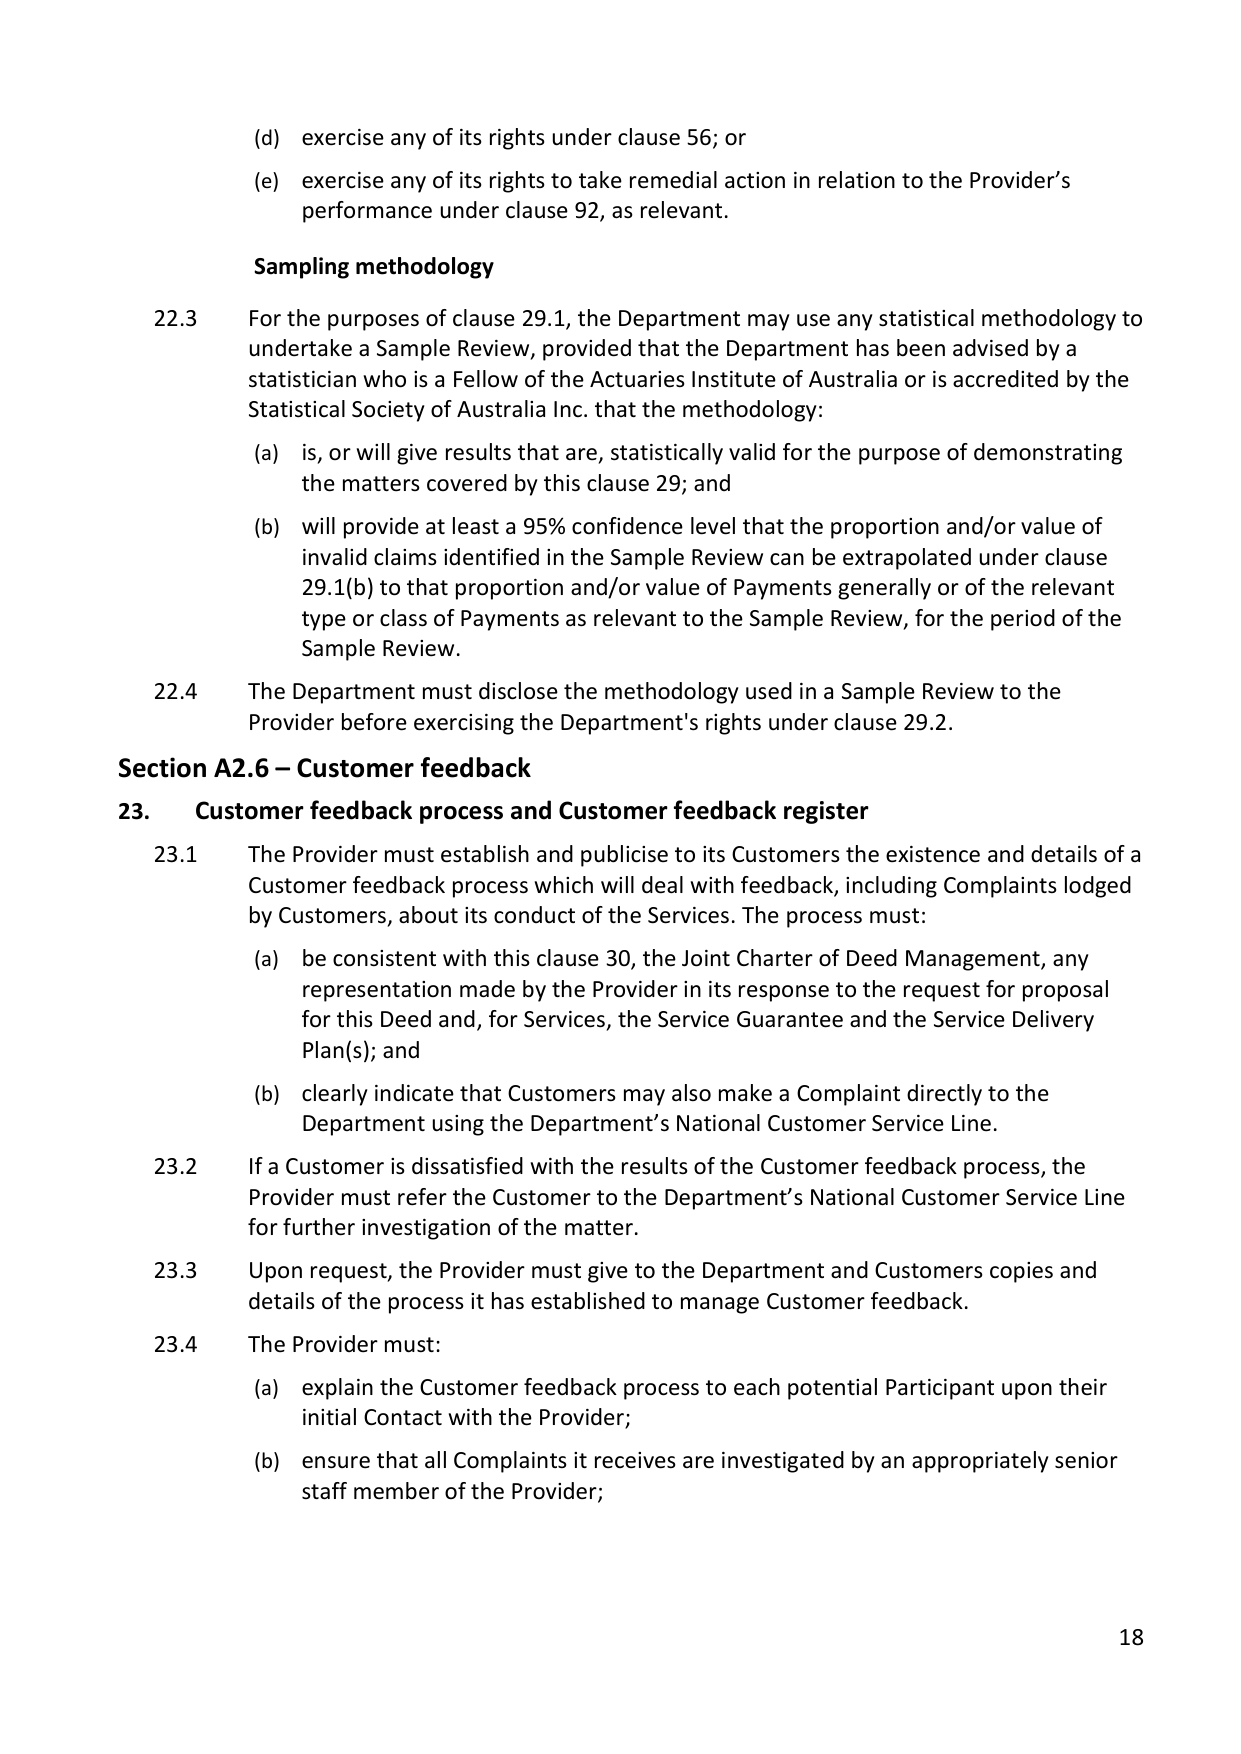 (d) exercise any of its rights under clause 56; or
(e) exercise any of its rights to take remedial action in relation to the Provider’s
performance under clause 92, as relevant.
Sampling methodology
22.3 For the purposes of clause 29.1, the Department may use any statistical methodology to
undertake a Sample Review, provided that the Department has been advised by a
statistician who is a Fellow of the Actuaries Institute of Australia or is accredited by the
Statistical Society of Australia Inc. that the methodology:
(a) is, or will give results that are, statistically valid for the purpose of demonstrating
the matters covered by this clause 29; and
(b) will provide at least a 95% confidence level that the proportion and/or value of
invalid claims identified in the Sample Review can be extrapolated under clause
29.1(b) to that proportion and/or value of Payments generally or of the relevant
type or class of Payments as relevant to the Sample Review, for the period of the
Sample Review.
22.4 The Department must disclose the methodology used in a Sample Review to the
Provider before exercising the Department's rights under clause 29.2.
Section A2.6 – Customer feedback
23. Customer feedback process and Customer feedback register
23.1 The Provider must establish and publicise to its Customers the existence and details of a
Customer feedback process which will deal with feedback, including Complaints lodged
by Customers, about its conduct of the Services. The process must:
(a) be consistent with this clause 30, the Joint Charter of Deed Management, any
representation made by the Provider in its response to the request for proposal
for this Deed and, for Services, the Service Guarantee and the Service Delivery
Plan(s); and
(b) clearly indicate that Customers may also make a Complaint directly to the
Department using the Department’s National Customer Service Line.
23.2 If a Customer is dissatisfied with the results of the Customer feedback process, the
Provider must refer the Customer to the Department’s National Customer Service Line
for further investigation of the matter.
23.3 Upon request, the Provider must give to the Department and Customers copies and
details of the process it has established to manage Customer feedback.
23.4 The Provider must:
(a) explain the Customer feedback process to each potential Participant upon their
initial Contact with the Provider;
(b) ensure that all Complaints it receives are investigated by an appropriately senior
staff member of the Provider;
18